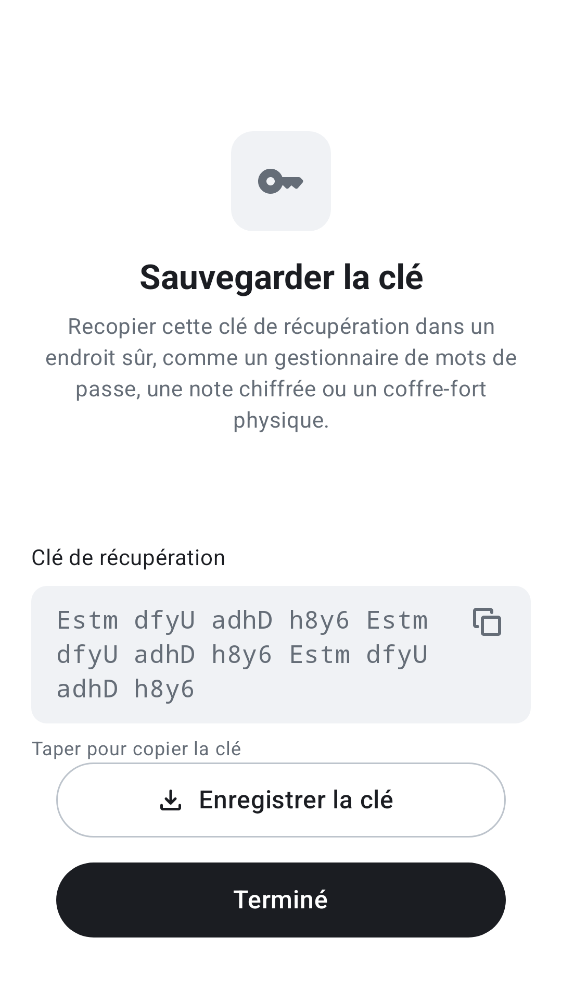 Sauvegarder la clé
Recopier cette clé de récupération dans un
endroit sûr, comme un gestionnaire de mots de
passe, une note chiffrée ou un coffre-fort
physique.
Clé de récupération
Estm dfyU adhD h8y6 Estm
dfyU adhD h8y6 Estm dfyU
adhD h8y6
Taper pour copier la clé
Enregistrer la clé
Terminé